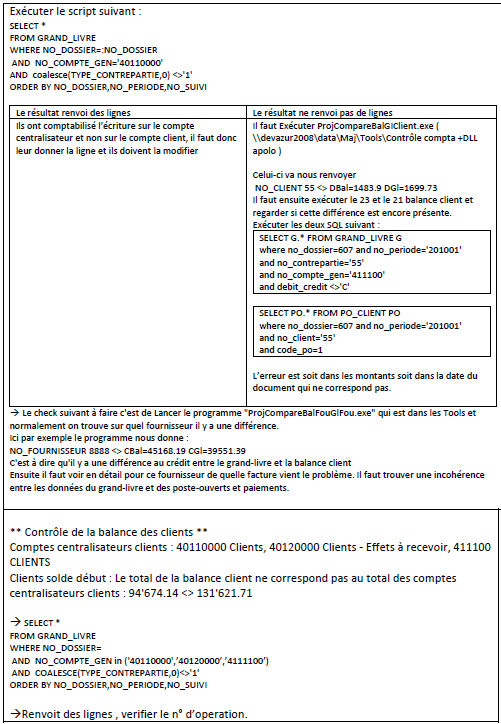 Exécuter le script suivant :
SELECT *
FROM GRAND_LIVRE
WHERE NO_DOSSIER=:NO_DOSSIER
AND NO_COMPTE_GEN='40110000'
AND coalesce(TYPE_CONTREPARTIE,0) <>'1'
ORDER BY NO_DOSSIER,NO_PERIODE,NO_SUIVI
Le résultat renvoi des lignes
Ils ont comptabilisé l'écriture sur le compte
centralisateur et non sur le compte client, il faut donc
leur donner la ligne et ils doivent la modifier
Le resultat ne renvoi pas de lignes
Il faut Exécuter ProjCompareBalGlClient.exe (
\\devazur2008\data\Maj\Tools\Contrôle compta +DLL
apolo )
Celui-ci va nous renvoyer
NO_CLIENT 55 <> DBal=1483.9 DGl=1699.73
Il faut ensuite exécuter le 23 et le 21 balance client et
regarder si cette différence est encore présente.
Exécuter les deux SQL suivant :
SELECT G.* FROM GRAND_LIVRE G
where no_dossier=607 and no_periode='201001'
and no_contrepartie='55'
and no_compte_gen='411100'
and debit_credit <>'C'
SELECT PO.* FROM PO_CLIENT PO
where no_dossier=607 and no_periode='201001'
and no_client='55'
and code_po=1
L'erreur est soit dans les montants soit dans la date du
document qui ne correspond pas.
→ Le check suivant à faire c'est de Lancer le programme "ProjCompareBalFouGlFou.exe" qui est dans les Tools et
normalement on trouve sur quel fournisseur il y a une différence.
Ici par exemple le programme nous donne :
NO_FOURNISSEUR 8888 <> CBal=45168.19 CGl=39551.39
C'est à dire qu'il y a une différence au crédit entre le grand-livre et la balance client
Ensuite il faut voir en détail pour ce fournisseur de quelle facture vient le problème. Il faut trouver une incohérence
entre les données du grand-livre et des poste-ouverts et paiements.
** Contrôle de la balance des clients **
Comptes centralisateurs clients : 40110000 Clients, 40120000 Clients - Effets à recevoir, 411100
CLIENTS
Clients solde début : Le total de la balance client ne correspond pas au total des comptes
centralisateurs clients : 94'674.14 <> 131'621.71
→ SELECT *
FROM GRAND_LIVRE
WHERE NO_DOSSIER=
AND NO_COMPTE_GEN in ('40110000','40120000','4111100')
AND COALESCE(TYPE_CONTREPARTIE,0)<>'1'
ORDER BY NO_DOSSIER,NO_PERIODE,NO_SUIVI
→Renvoit des lignes , verifier le n° d'operation.